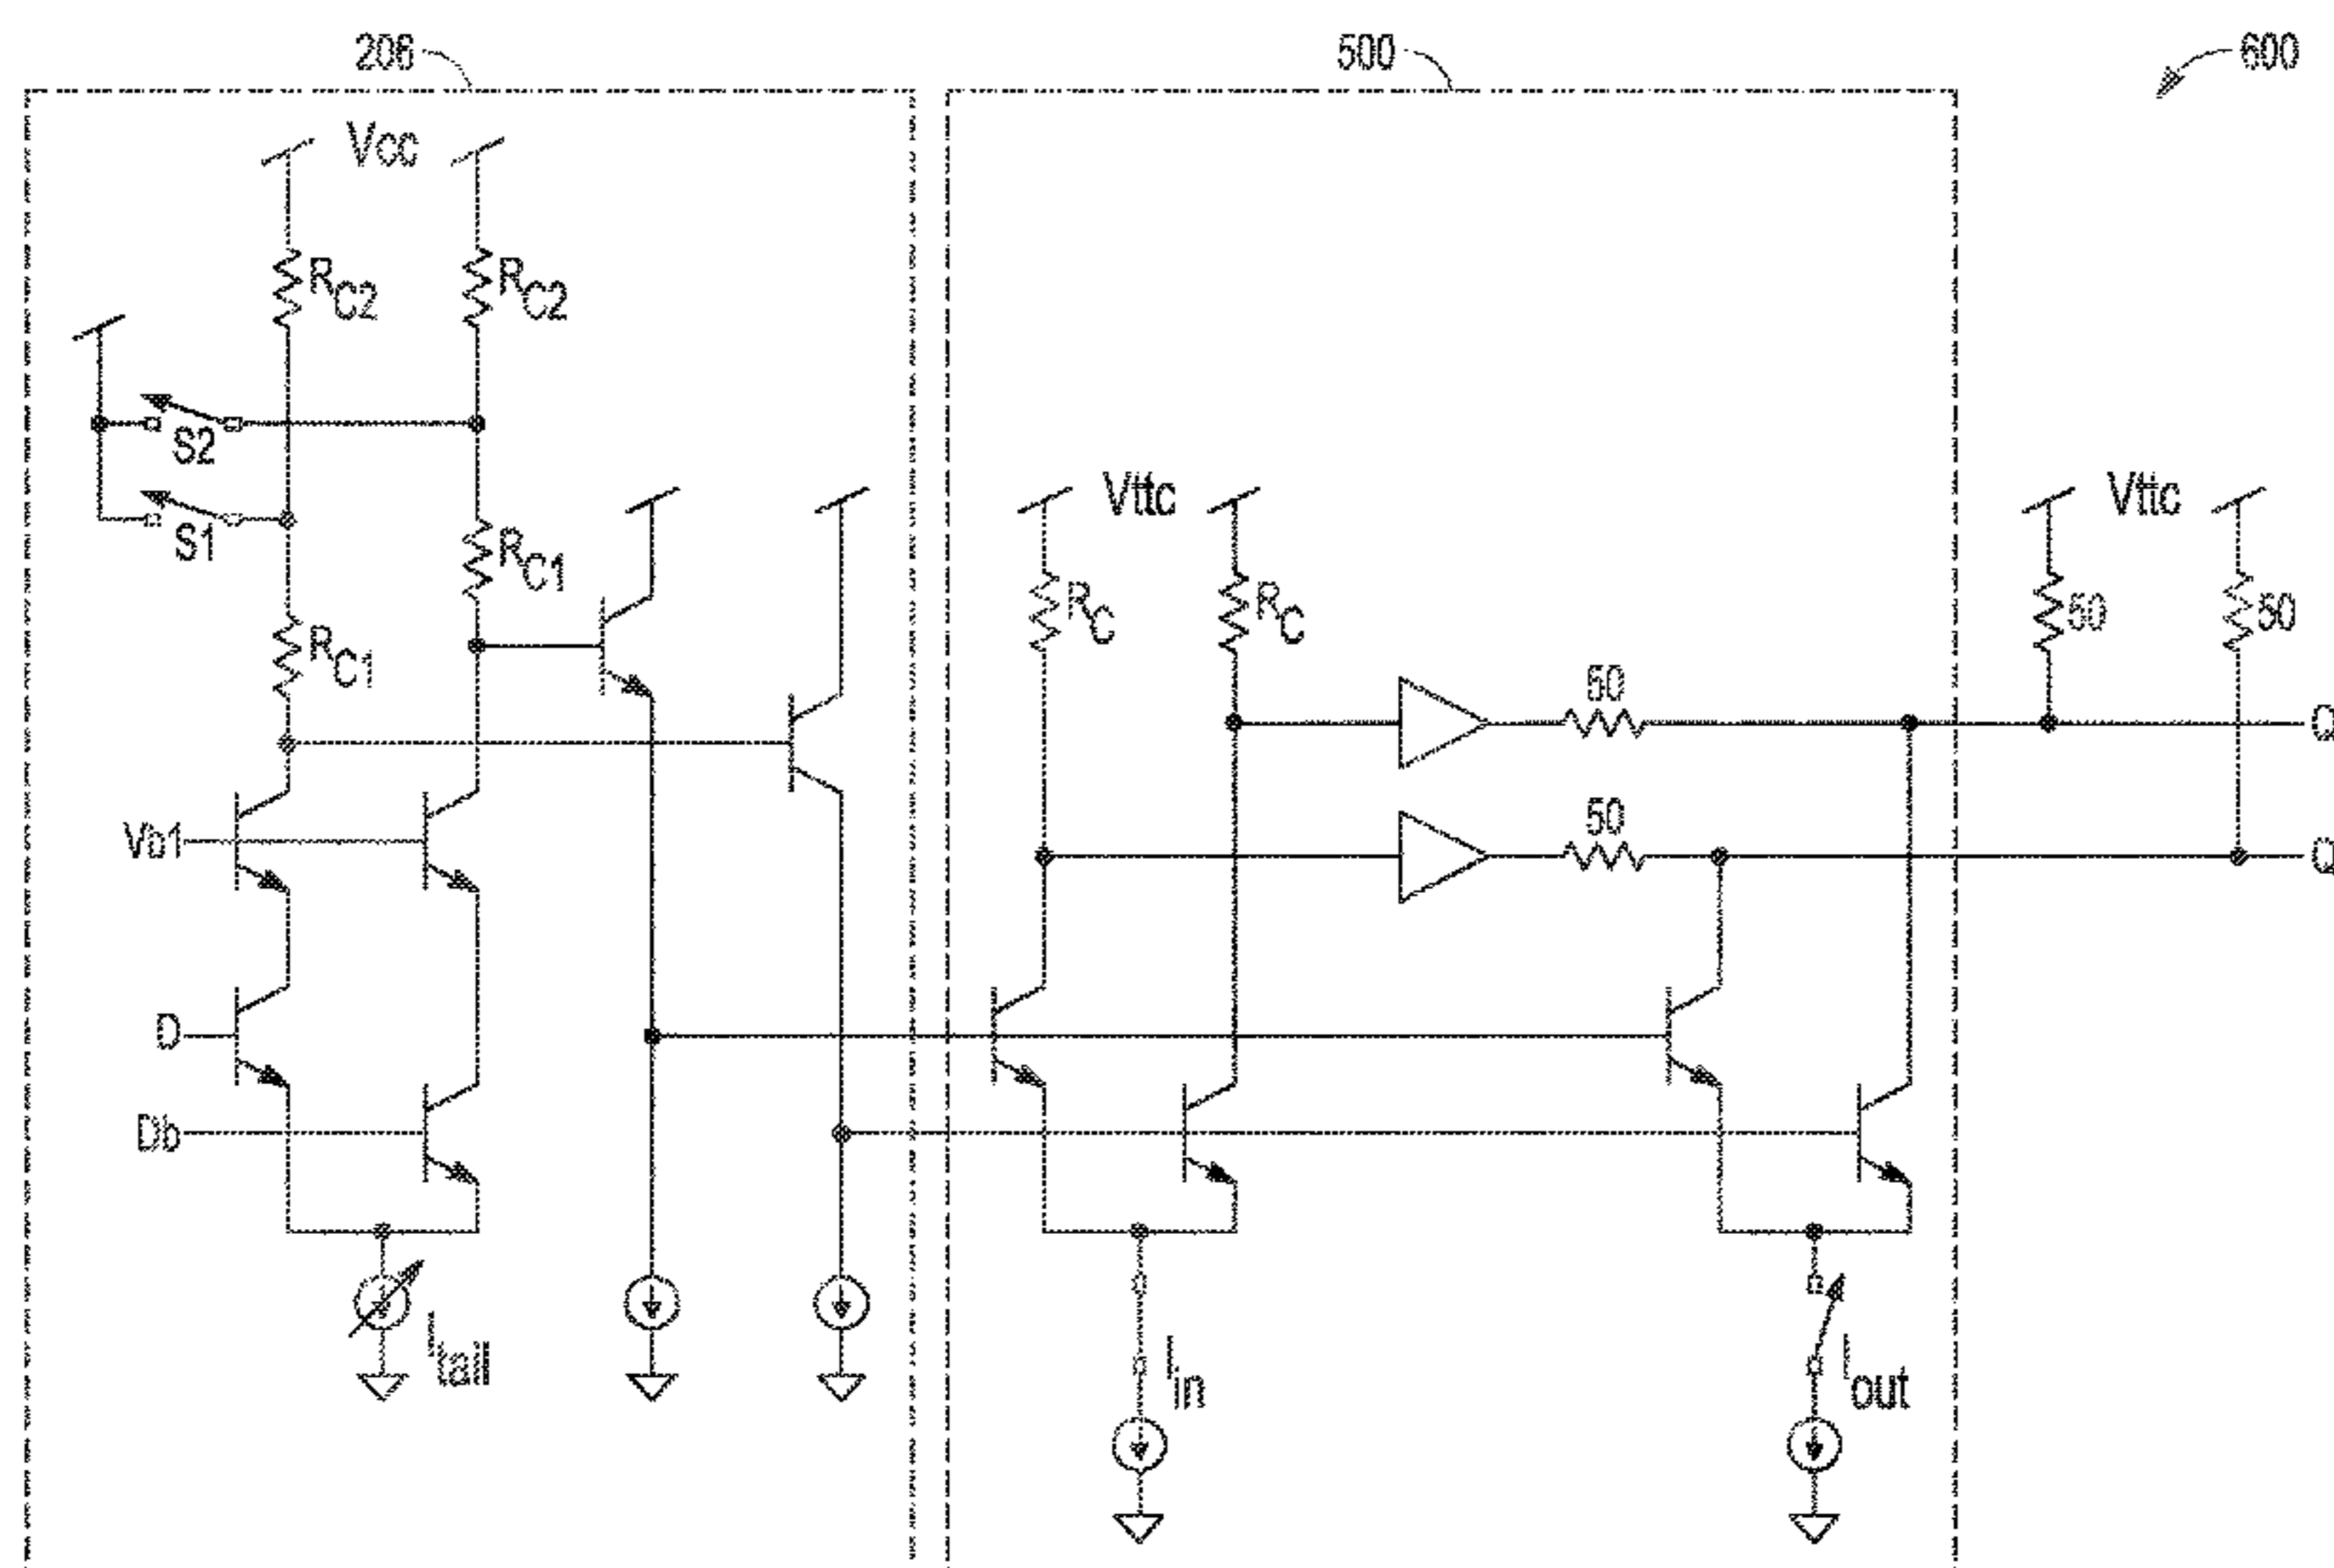 206
500
600
Vcc
RC2
RC2
S2
S1
RC1
RC1
Vttc
Vttc
RC
RC
50
50
50
50
Q
Q
Vb1
D
Db
Itail
Iin
Iout